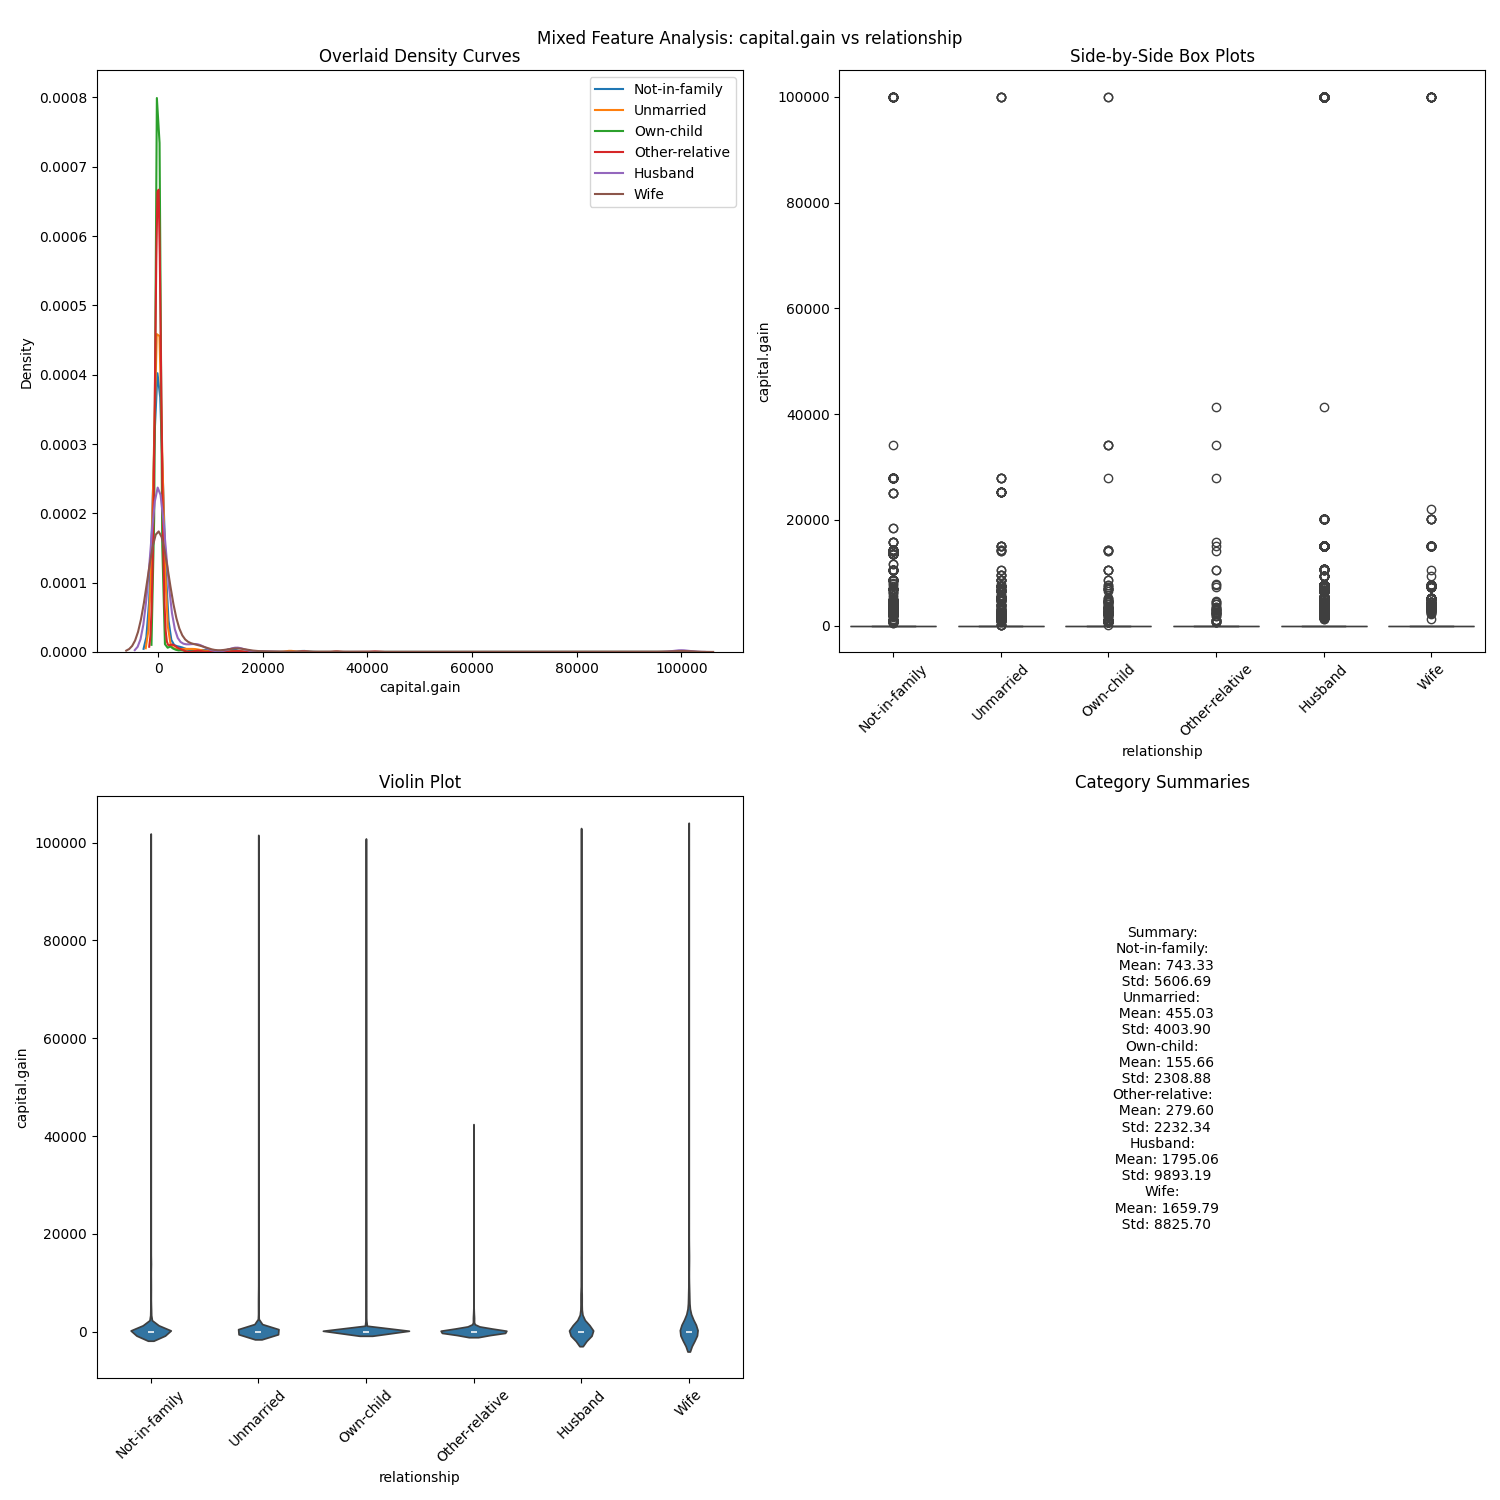 Mixed Feature Analysis: capital.gain vs relationship
Overlaid Density Curves
0.0008
0.0007
0.0006
0.0005
0.0004
0.0003
0.0002
0.0001
0.0000
Density
0
20000
40000
60000
80000
100000
capital.gain
Not-in-family
Unmarried
Own-child
Other-relative
Husband
Wife
Side-by-Side Box Plots
100000
80000
60000
40000
20000
0
capital.gain
Not-in-family
Unmarried
Own-child
Other-relative
Husband
Wife
relationship
Violin Plot
100000
80000
60000
40000
20000
0
capital.gain
Not-in-family
Unmarried
Own-child
Other-relative
Husband
Wife
relationship
Category Summaries
Summary:
Not-in-family:
Mean: 743.33
Std: 5606.69
Unmarried:
Mean: 455.03
Std: 4003.90
Own-child:
Mean: 155.66
Std: 2308.88
Other-relative:
Mean: 279.60
Std: 2232.34
Husband:
Mean: 1795.06
Std: 9893.19
Wife:
Mean: 1659.79
Std: 8825.70